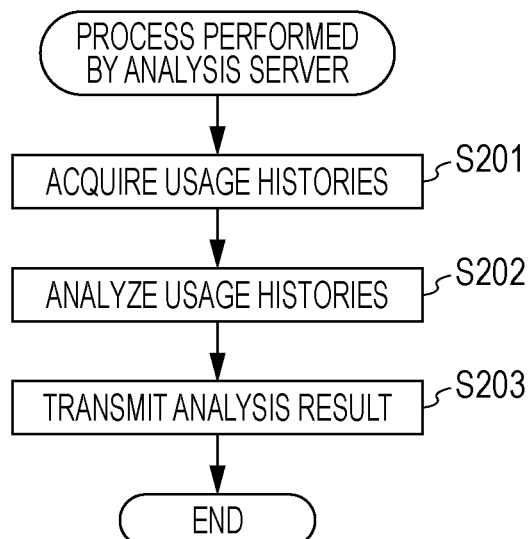 PROCESS PERFORMED
BY ANALYSIS SERVER
ACQUIRE USAGE HISTORIES
S201
ANALYZE USAGE HISTORIES
S202
TRANSMIT ANALYSIS RESULT
S203
END